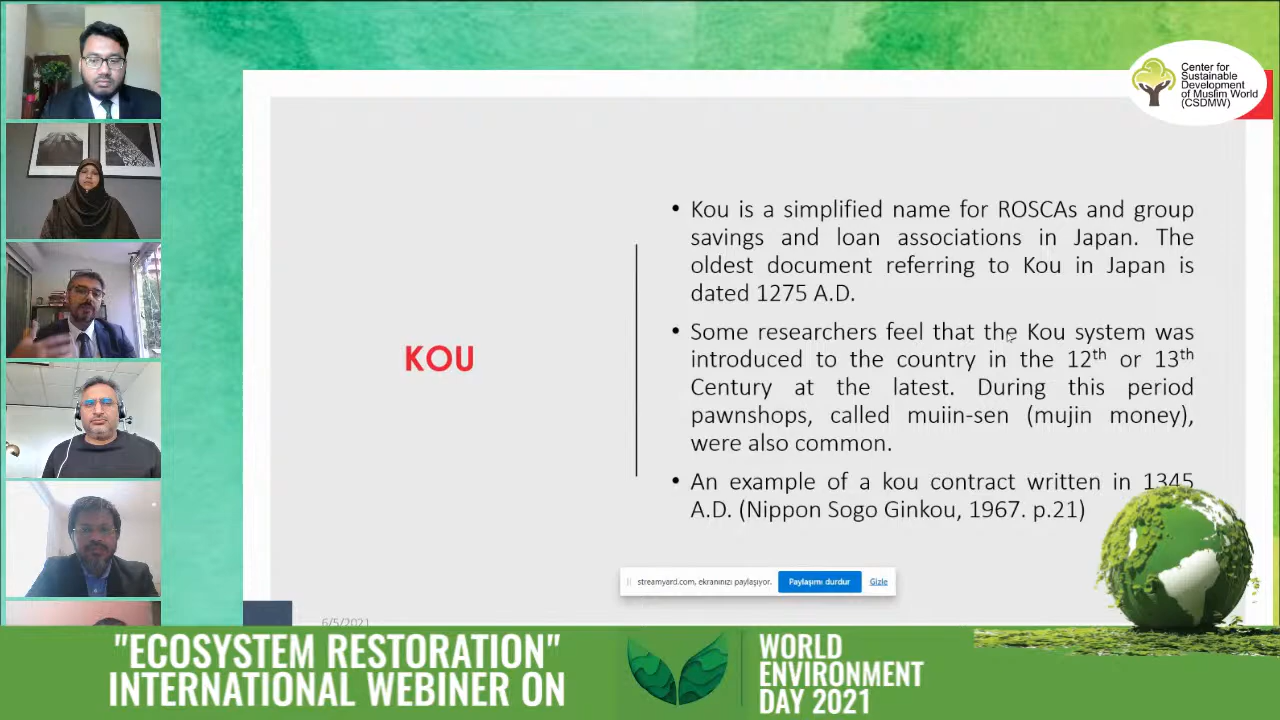 Center for
Sustainable
Development
of Muslim World
(CSDMW)
KOU
• Kou is a simplified name for ROSCAs and group
savings and loan associations in Japan. The
oldest document referring to Kou in Japan is
dated 1275 A.D.
• Some researchers feel that the Kou system was
introduced to the country in the 12th or 13th
Century at the latest. During this period
pawnshops, called muiin-sen (mujin money),
were also common.
• An example of a kou contract written in 1345
A.D. (Nippon Sogo Ginkou, 1967. p.21)
streamyard.com, ekranınızı paylaşıyor. Paylaşımı durdur Gizle
6/5/2021
"ECOSYSTEM RESTORATION"
INTERNATIONAL WEBINER ON
WORLD
ENVIRONMENT
DAY 2021